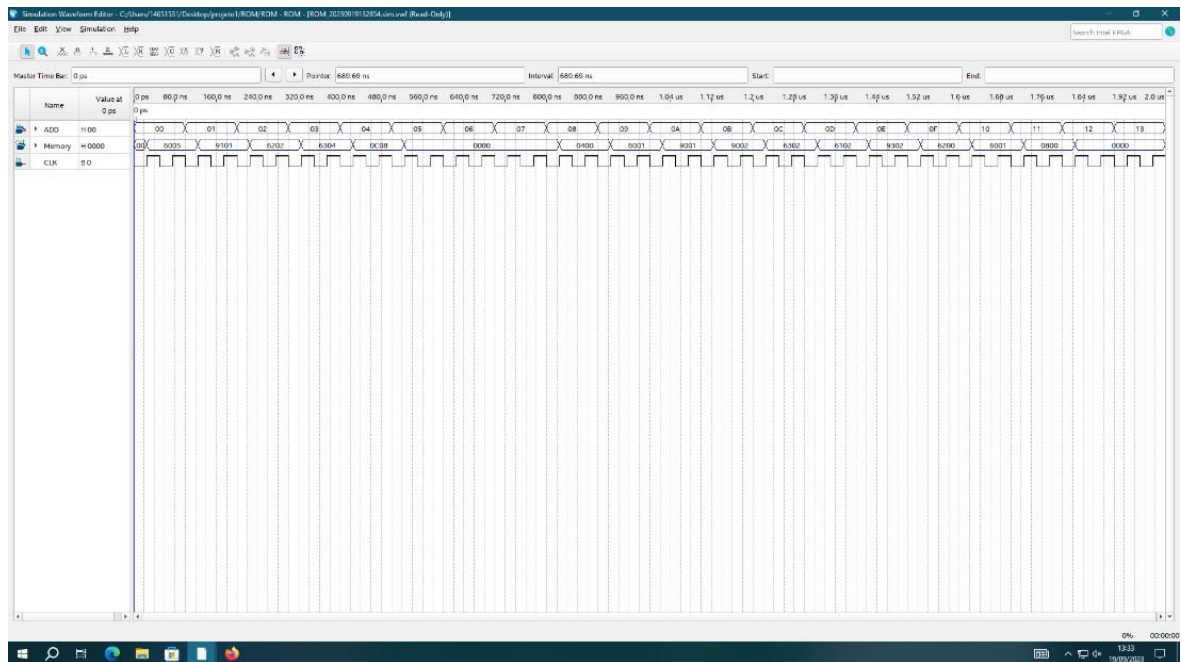 Simulation Waveform Editor - C:/Users/14651531/Desktop/projeto1/ROM/ROM - ROM - [ROM_20230919132854.sim.vwf (Read-Only)]
File Edit View Simulation Help
Search Intel FPGA
Master Time Bar: 0 ps Pointer: 689.69 ns Interval: 689.69 ns Start: End:
Name Value at 0 ps
0 ps 80.0 ns 160.0 ns 240.0 ns 320.0 ns 400.0 ns 480.0 ns 560.0 ns 640.0 ns 720.0 ns 800.0 ns 880.0 ns 960.0 ns 1.04 us 1.12 us 1.2 us 1.28 us 1.36 us 1.44 us 1.52 us 1.6 us 1.68 us 1.76 us 1.84 us 1.92 us 2.0 us
0 ps
ADD H 00 00 01 02 03 04 05 06 07 08 09 0A 0B 0C 0D 0E 0F 10 11 12 13
Memory H 0000 00 6005 9101 6202 6304 0C08 0000 0400 6001 9001 9002 6302 6102 9302 6200 6001 0800 0000
CLK B 0
0% 00:00:00
13:33
19/09/2023